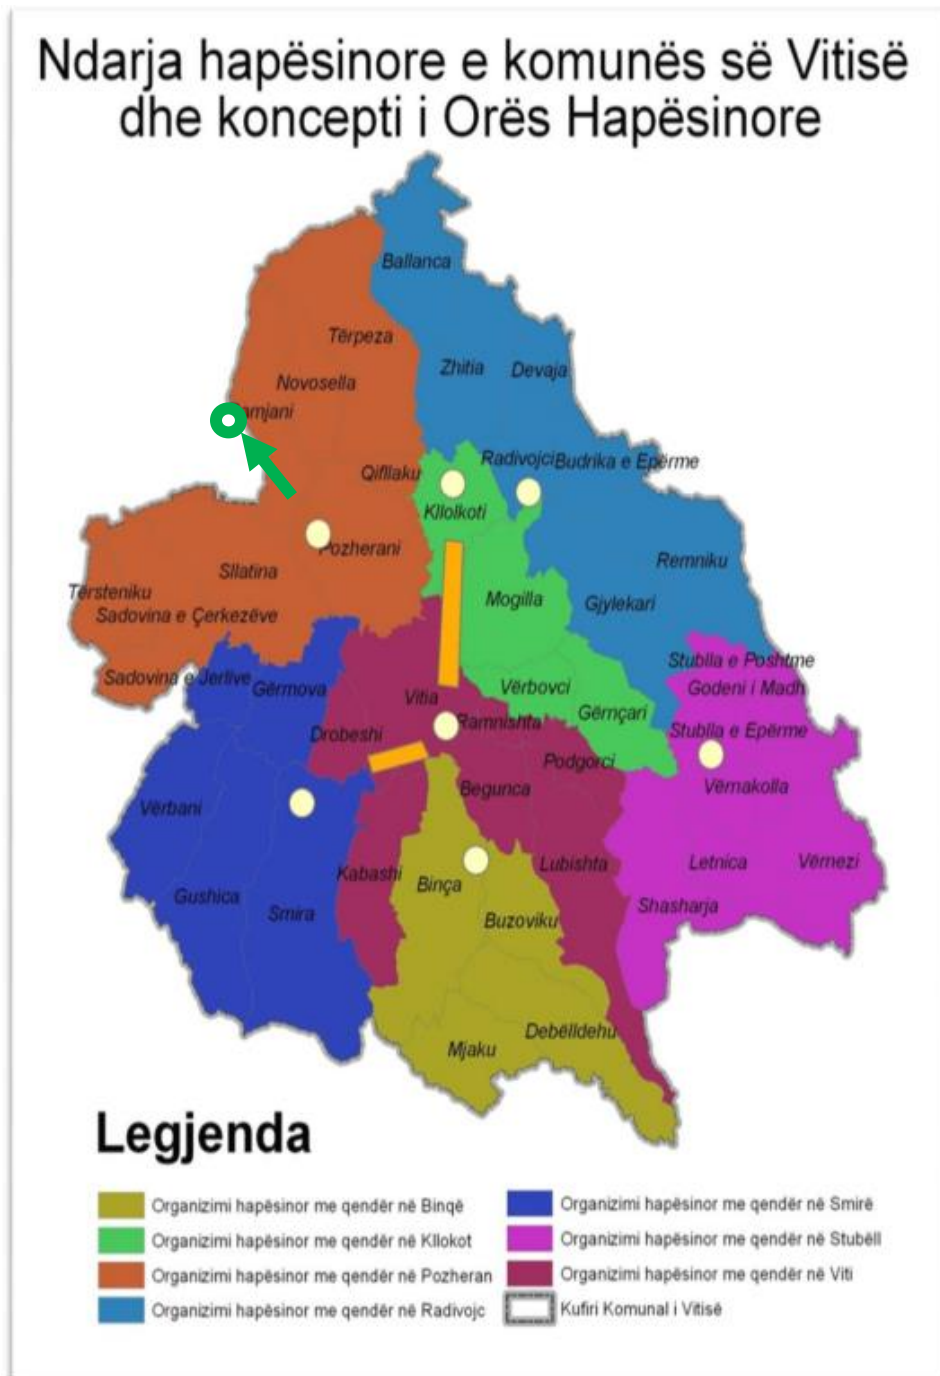 Ndarja hapësinore e komunës së Vitisë
dhe koncepti i Orës Hapësinore
Ballanca
Tërpeza
Zhitia
Devaja
Novosella
amjani
Radivojci
Budrika e Epërme
Qifllaku
Kllolkoti
Pozherani
Remniku
Sllatina
Tërsteniku
Mogilla
Gjylekari
Sadovina e Çerkezëve
Stublla e Poshtme
Sadovina e Jerlive
Gërmova
Vitia
Vërbovci
Godeni i Madh
Gërnçari
Ramnishta
Drobeshi
Stublla e Epërme
Podgorci
Begunca
Vërnakolla
Vërbani
Kabashi
Binça
Lubishta
Letnica
Vërnezi
Gushica
Smira
Buzoviku
Shasharja
Debëlldehu
Mjaku
Legjenda
Organizimi hapësinor me qendër në Binqë
Organizimi hapësinor me qendër në Kllokot
Organizimi hapësinor me qendër në Pozheran
Organizimi hapësinor me qendër në Radivojc
Organizimi hapësinor me qendër në Smirë
Organizimi hapësinor me qendër në Stubëll
Organizimi hapësinor me qendër në Viti
Kufiri Komunal i Vitisë